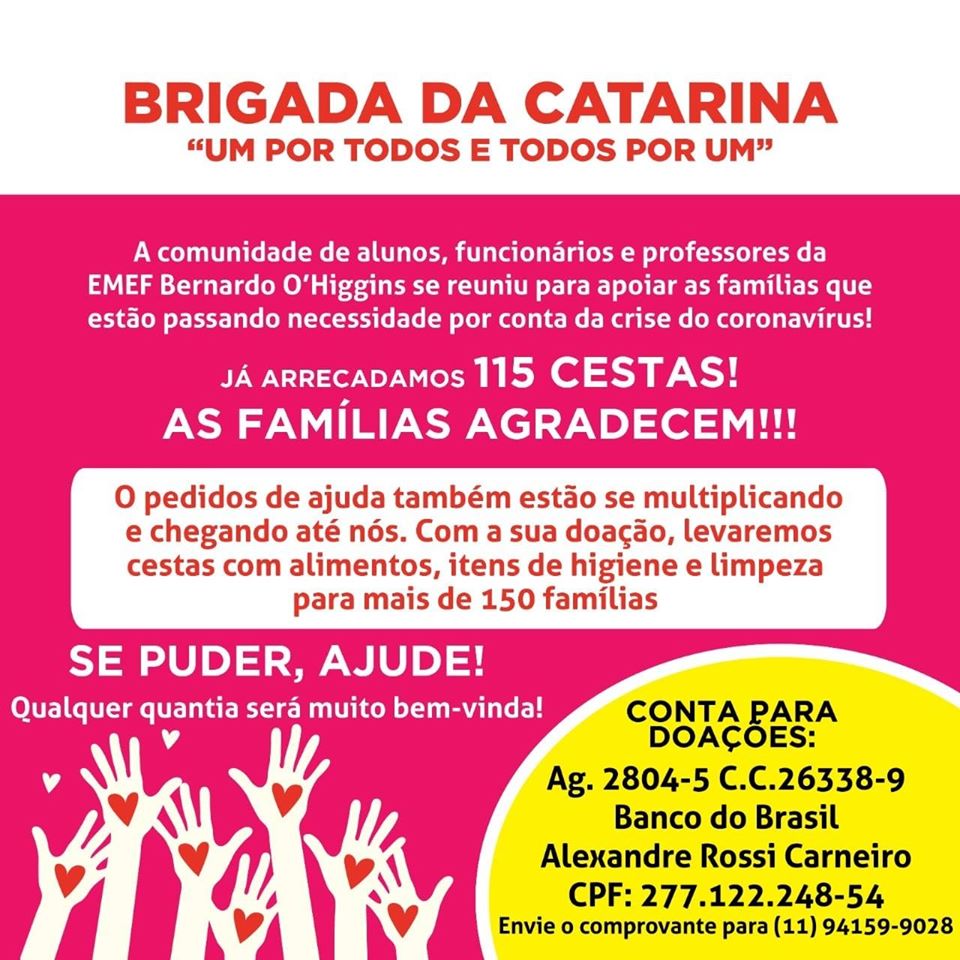 BRIGADA DA CATARINA
“UM POR TODOS E TODOS POR UM”
A comunidade de alunos, funcionários e professores da
EMEF Bernardo O’Higgins se reuniu para apoiar as famílias que
estão passando necessidade por conta da crise do coronavírus!
JÁ ARRECADAMOS 115 CESTAS!
AS FAMÍLIAS AGRADECEM!!!
O pedidos de ajuda também estão se multiplicando
e chegando até nós. Com a sua doação, levaremos
cestas com alimentos, itens de higiene e limpeza
para mais de 150 famílias
SE PUDER, AJUDE!
Qualquer quantia será muito bem-vinda!
CONTA PARA
DOAÇÕES:
Ag. 2804-5 C.C.26338-9
Banco do Brasil
Alexandre Rossi Carneiro
CPF: 277.122.248-54
Envie o comprovante para (11) 94159-9028